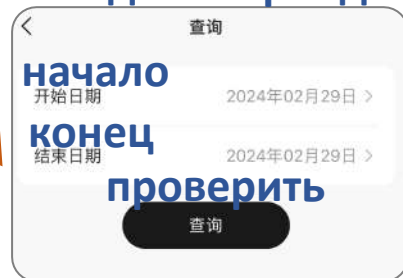 查询
начало
开始日期 2024年02月29日 >
конец
结束日期 2024年02月29日 >
проверить
查询